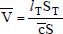 V̅ = l_T S_T / c̅S